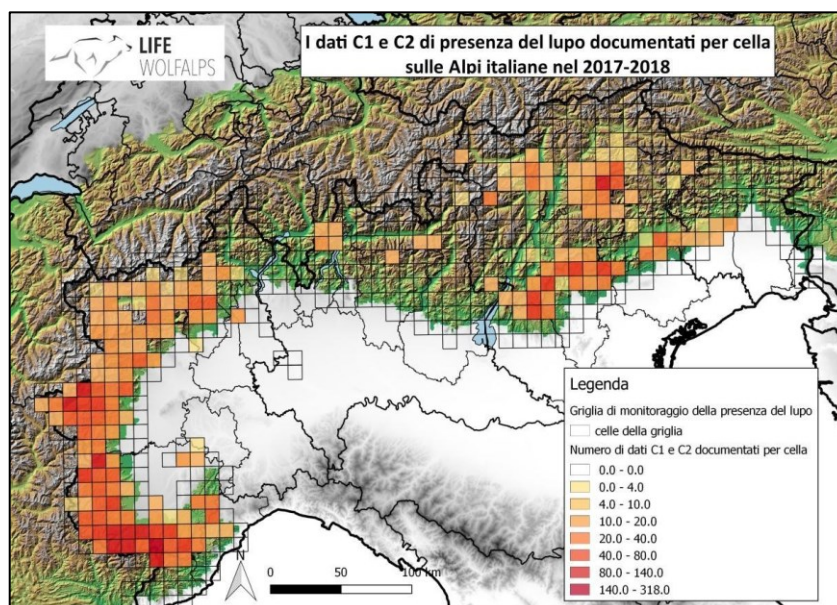 LIFE
WOLFALPS
I dati C1 e C2 di presenza del lupo documentati per cella
sulle Alpi italiane nel 2017-2018
Legenda
Griglia di monitoraggio della presenza del lupo
celle della griglia
Numero di dati C1 e C2 documentati per cella
0.0 - 0.0
0.0 - 4.0
4.0 - 10.0
10.0 - 20.0
20.0 - 40.0
40.0 - 80.0
80.0 - 140.0
140.0 - 318.0
N
0 50 100 km